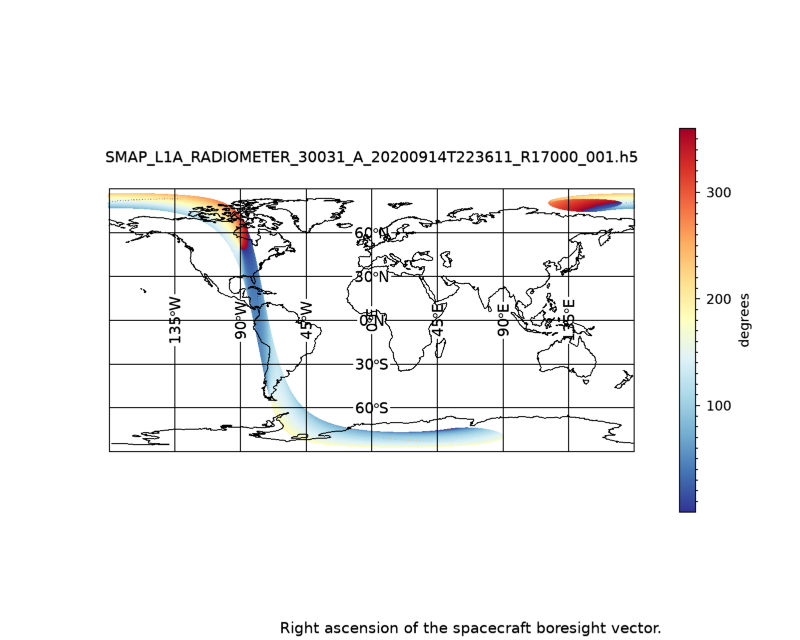 SMAP_L1A_RADIOMETER_30031_A_20200914T223611_R17000_001.h5
300
200
100
degrees
60°N
30°N
0°N
30°S
60°S
135°W
90°W
45°W
0°E
45°E
90°E
135°E
Right ascension of the spacecraft boresight vector.